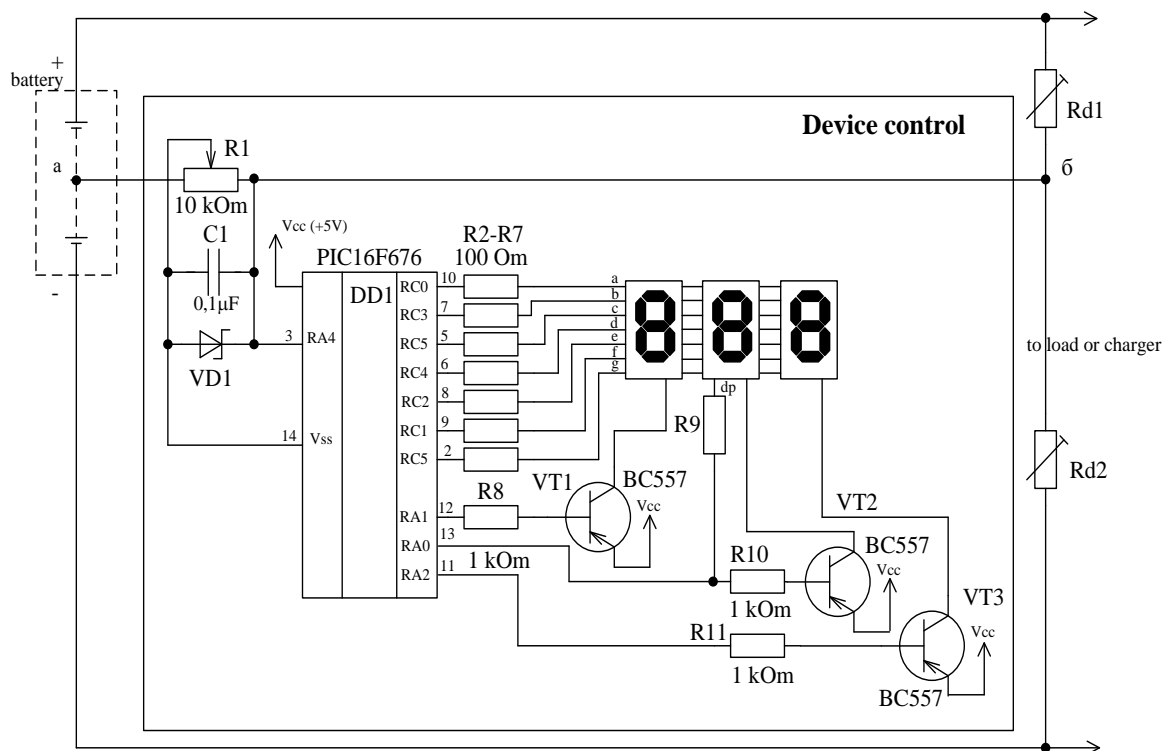 +
battery
Device control
Rd1
a
R1
б
10 kOm
C1
Vcc (+5V)
R2-R7
PIC16F676
100 Om
-
0,1µF
DD1
RC0
10
a
b
RC3
7
c
RC5
5
d
3
RA4
e
to load or charger
RC4
6
f
VD1
g
RC2
8
dp
RC1
9
R9
14
Vss
RC5
2
Rd2
VT1
BC557
R8
Vcc
VT2
RA1
12
RA0
13
1 kOm
R10
BC557
RA2
11
Vcc
1 kOm
VT3
R11
Vcc
1 kOm
BC557